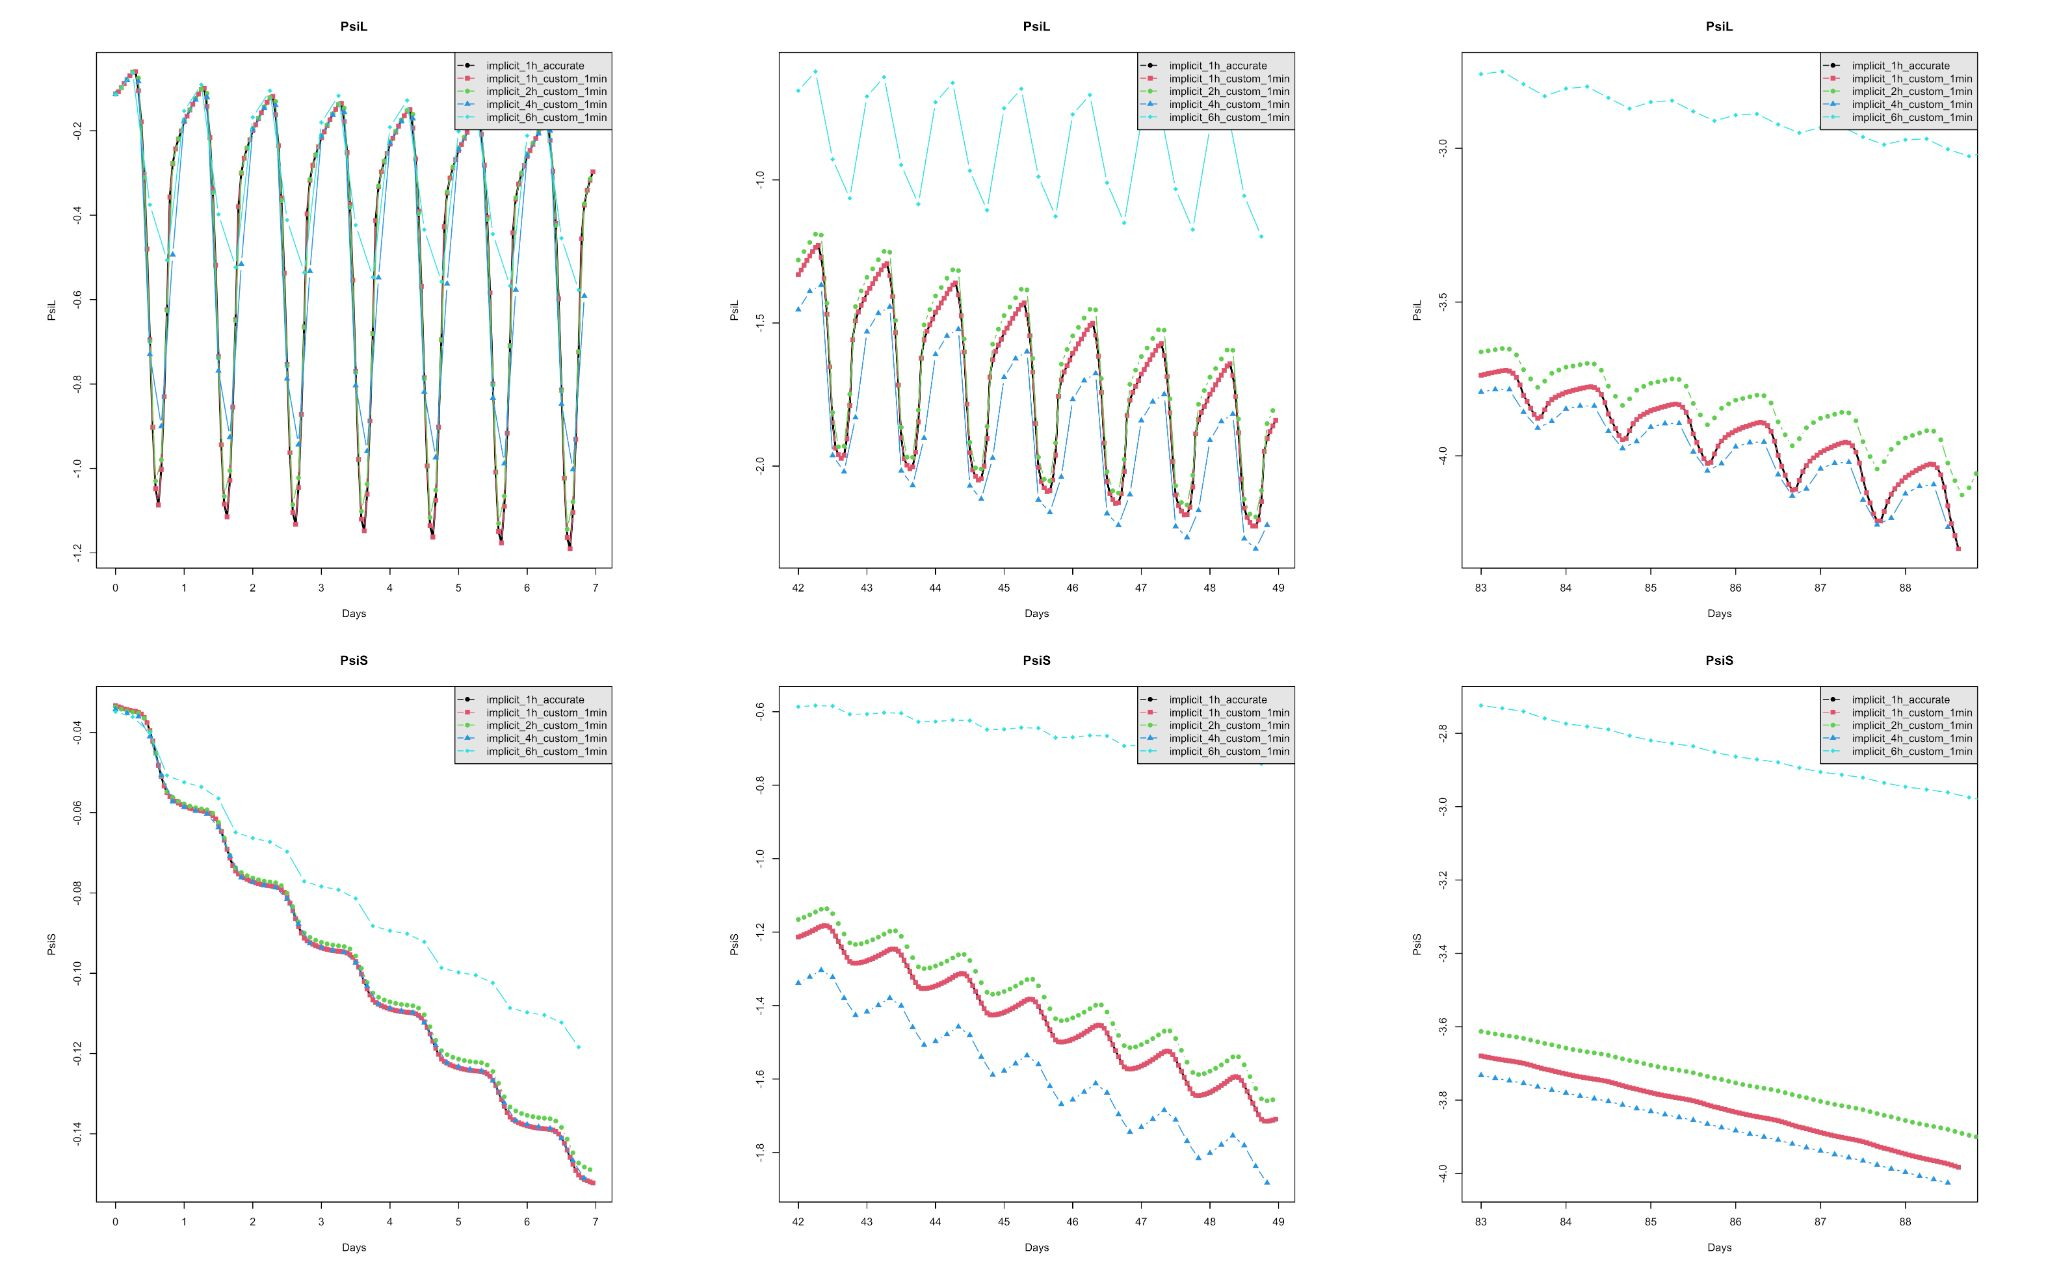 PsiL
implicit_1h_accurate
implicit_1h_custom_1min
implicit_2h_custom_1min
implicit_4h_custom_1min
implicit_6h_custom_1min
PsiL
-0.2
-0.4
-0.6
-0.8
-1.0
-1.2
0 1 2 3 4 5 6 7
Days
PsiL
implicit_1h_accurate
implicit_1h_custom_1min
implicit_2h_custom_1min
implicit_4h_custom_1min
implicit_6h_custom_1min
PsiL
-1.0
-1.5
-2.0
42 43 44 45 46 47 48 49
Days
PsiL
implicit_1h_accurate
implicit_1h_custom_1min
implicit_2h_custom_1min
implicit_4h_custom_1min
implicit_6h_custom_1min
PsiL
-3.0
-3.5
-4.0
83 84 85 86 87 88
Days
PsiS
implicit_1h_accurate
implicit_1h_custom_1min
implicit_2h_custom_1min
implicit_4h_custom_1min
implicit_6h_custom_1min
PsiS
-0.04
-0.06
-0.08
-0.10
-0.12
-0.14
0 1 2 3 4 5 6 7
Days
PsiS
implicit_1h_accurate
implicit_1h_custom_1min
implicit_2h_custom_1min
implicit_4h_custom_1min
implicit_6h_custom_1min
PsiS
-0.6
-0.8
-1.0
-1.2
-1.4
-1.6
-1.8
42 43 44 45 46 47 48 49
Days
PsiS
implicit_1h_accurate
implicit_1h_custom_1min
implicit_2h_custom_1min
implicit_4h_custom_1min
implicit_6h_custom_1min
PsiS
-2.8
-3.0
-3.2
-3.4
-3.6
-3.8
-4.0
83 84 85 86 87 88
Days